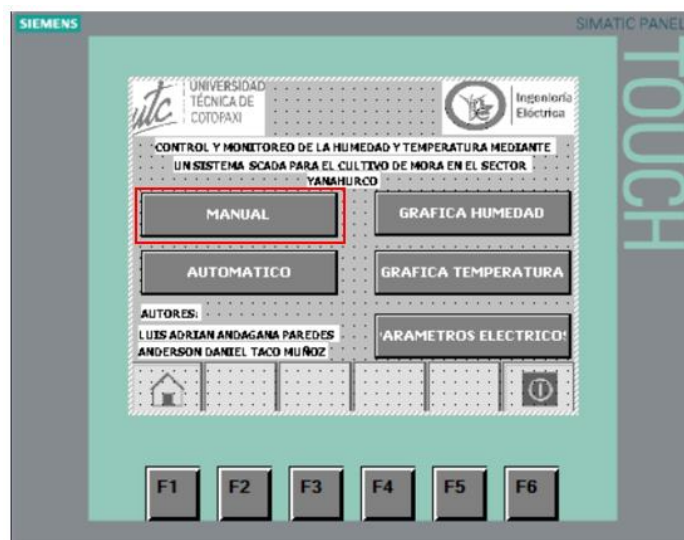 SIEMENS
SIMATIC PANEL
TOUCH
utc
UNIVERSIDAD
TÉCNICA DE
COTOPAXI
Ingeniería
Eléctrica
CONTROL Y MONITOREO DE LA HUMEDAD Y TEMPERATURA MEDIANTE
UN SISTEMA SCADA PARA EL CULTIVO DE MORA EN EL SECTOR
YANAHURCO
MANUAL
GRAFICA HUMEDAD
AUTOMATICO
GRAFICA TEMPERATURA
AUTORES:
LUIS ADRIAN ANDAGANA PAREDES
ANDERSON DANIEL TACO MUÑOZ
ARAMETROS ELECTRICO
F1
F2
F3
F4
F5
F6